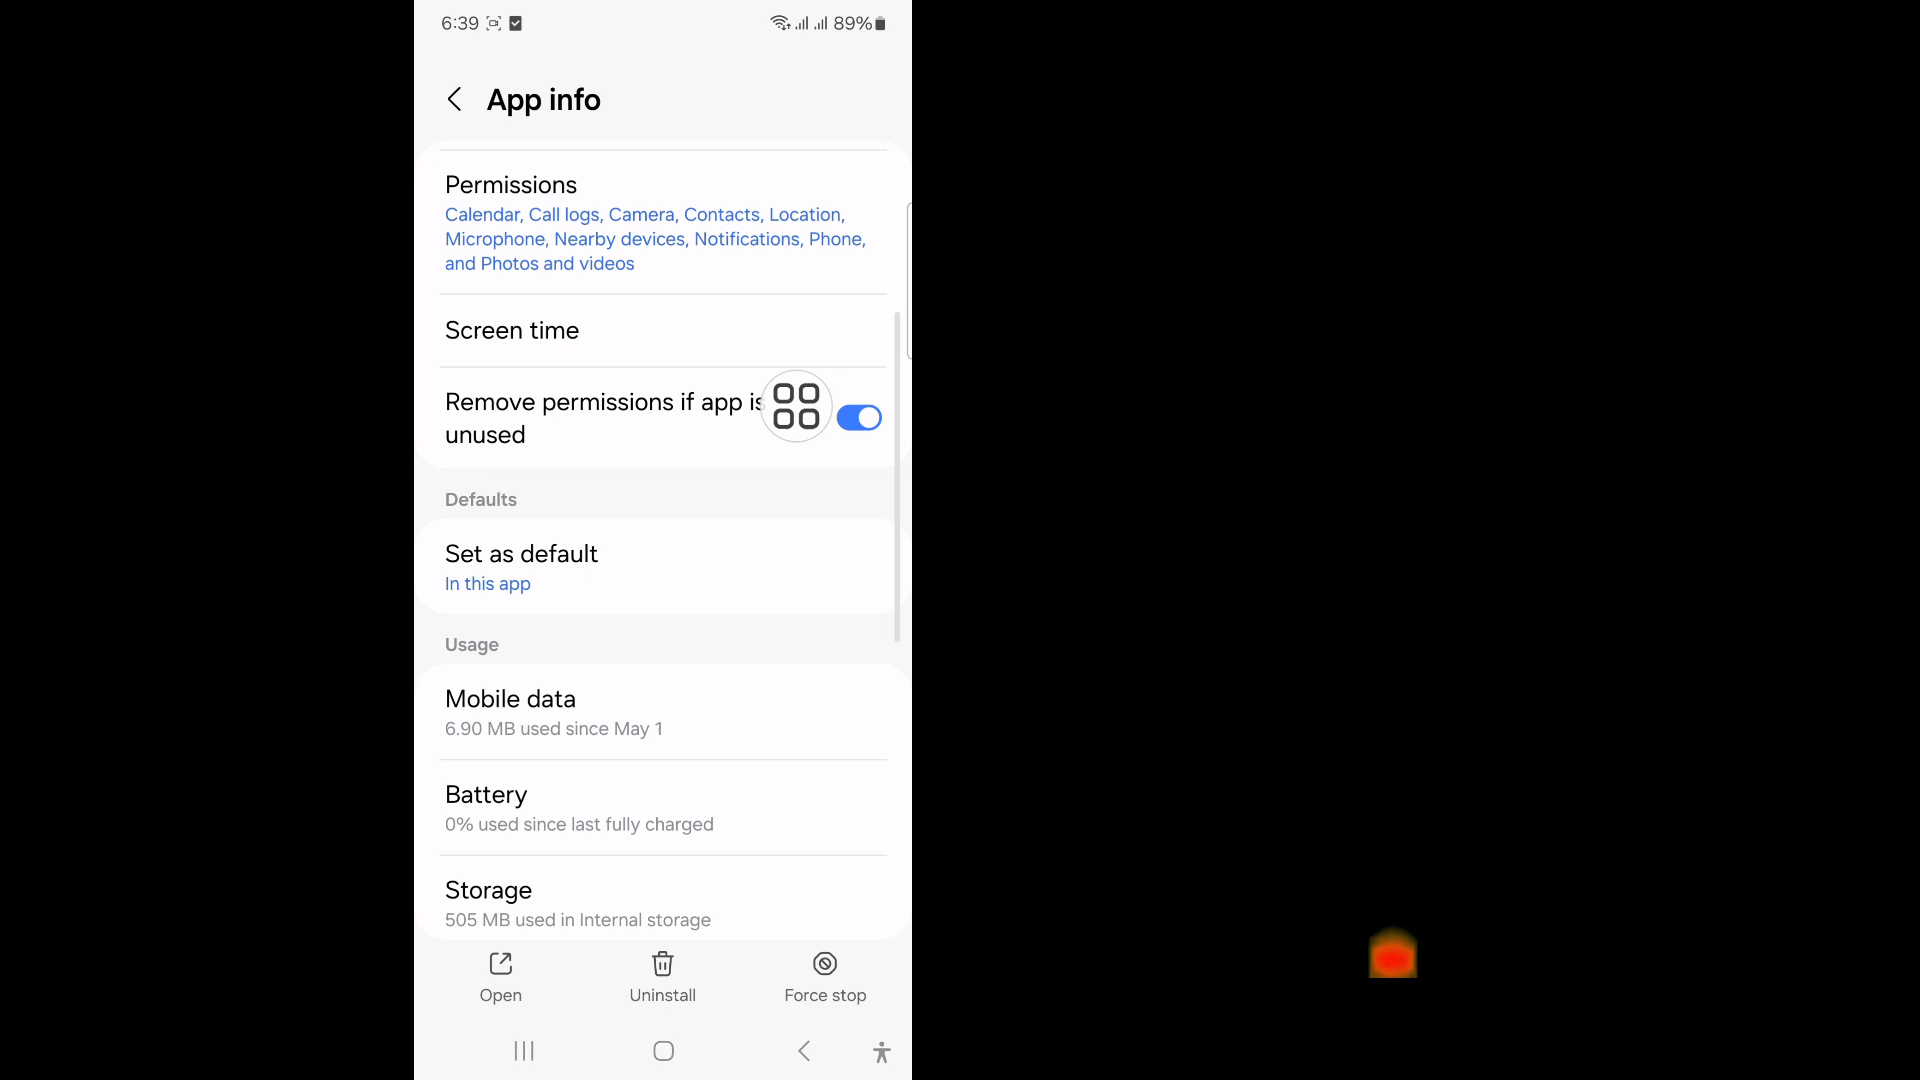 6:39
89%
App info
Permissions
Calendar, Call logs, Camera, Contacts, Location,
Microphone, Nearby devices, Notifications, Phone,
and Photos and videos
Screen time
Remove permissions if app is
unused
Defaults
Set as default
In this app
Usage
Mobile data
6.90 MB used since May 1
Battery
0% used since last fully charged
Storage
505 MB used in Internal storage
Open
Uninstall
Force stop